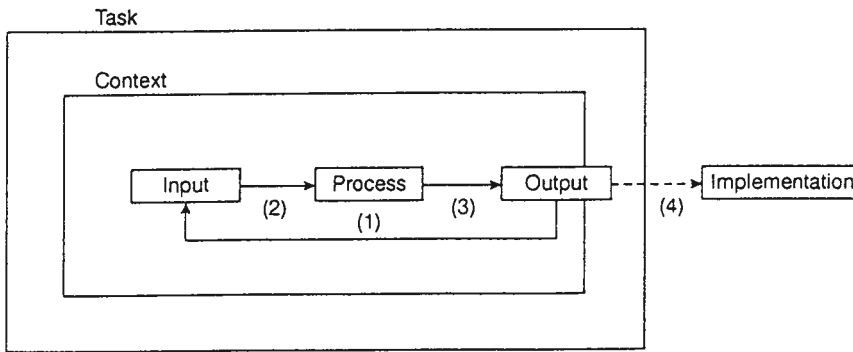 Task
Context
Input
Process
Output
Implementation
(2)
(1)
(3)
(4)